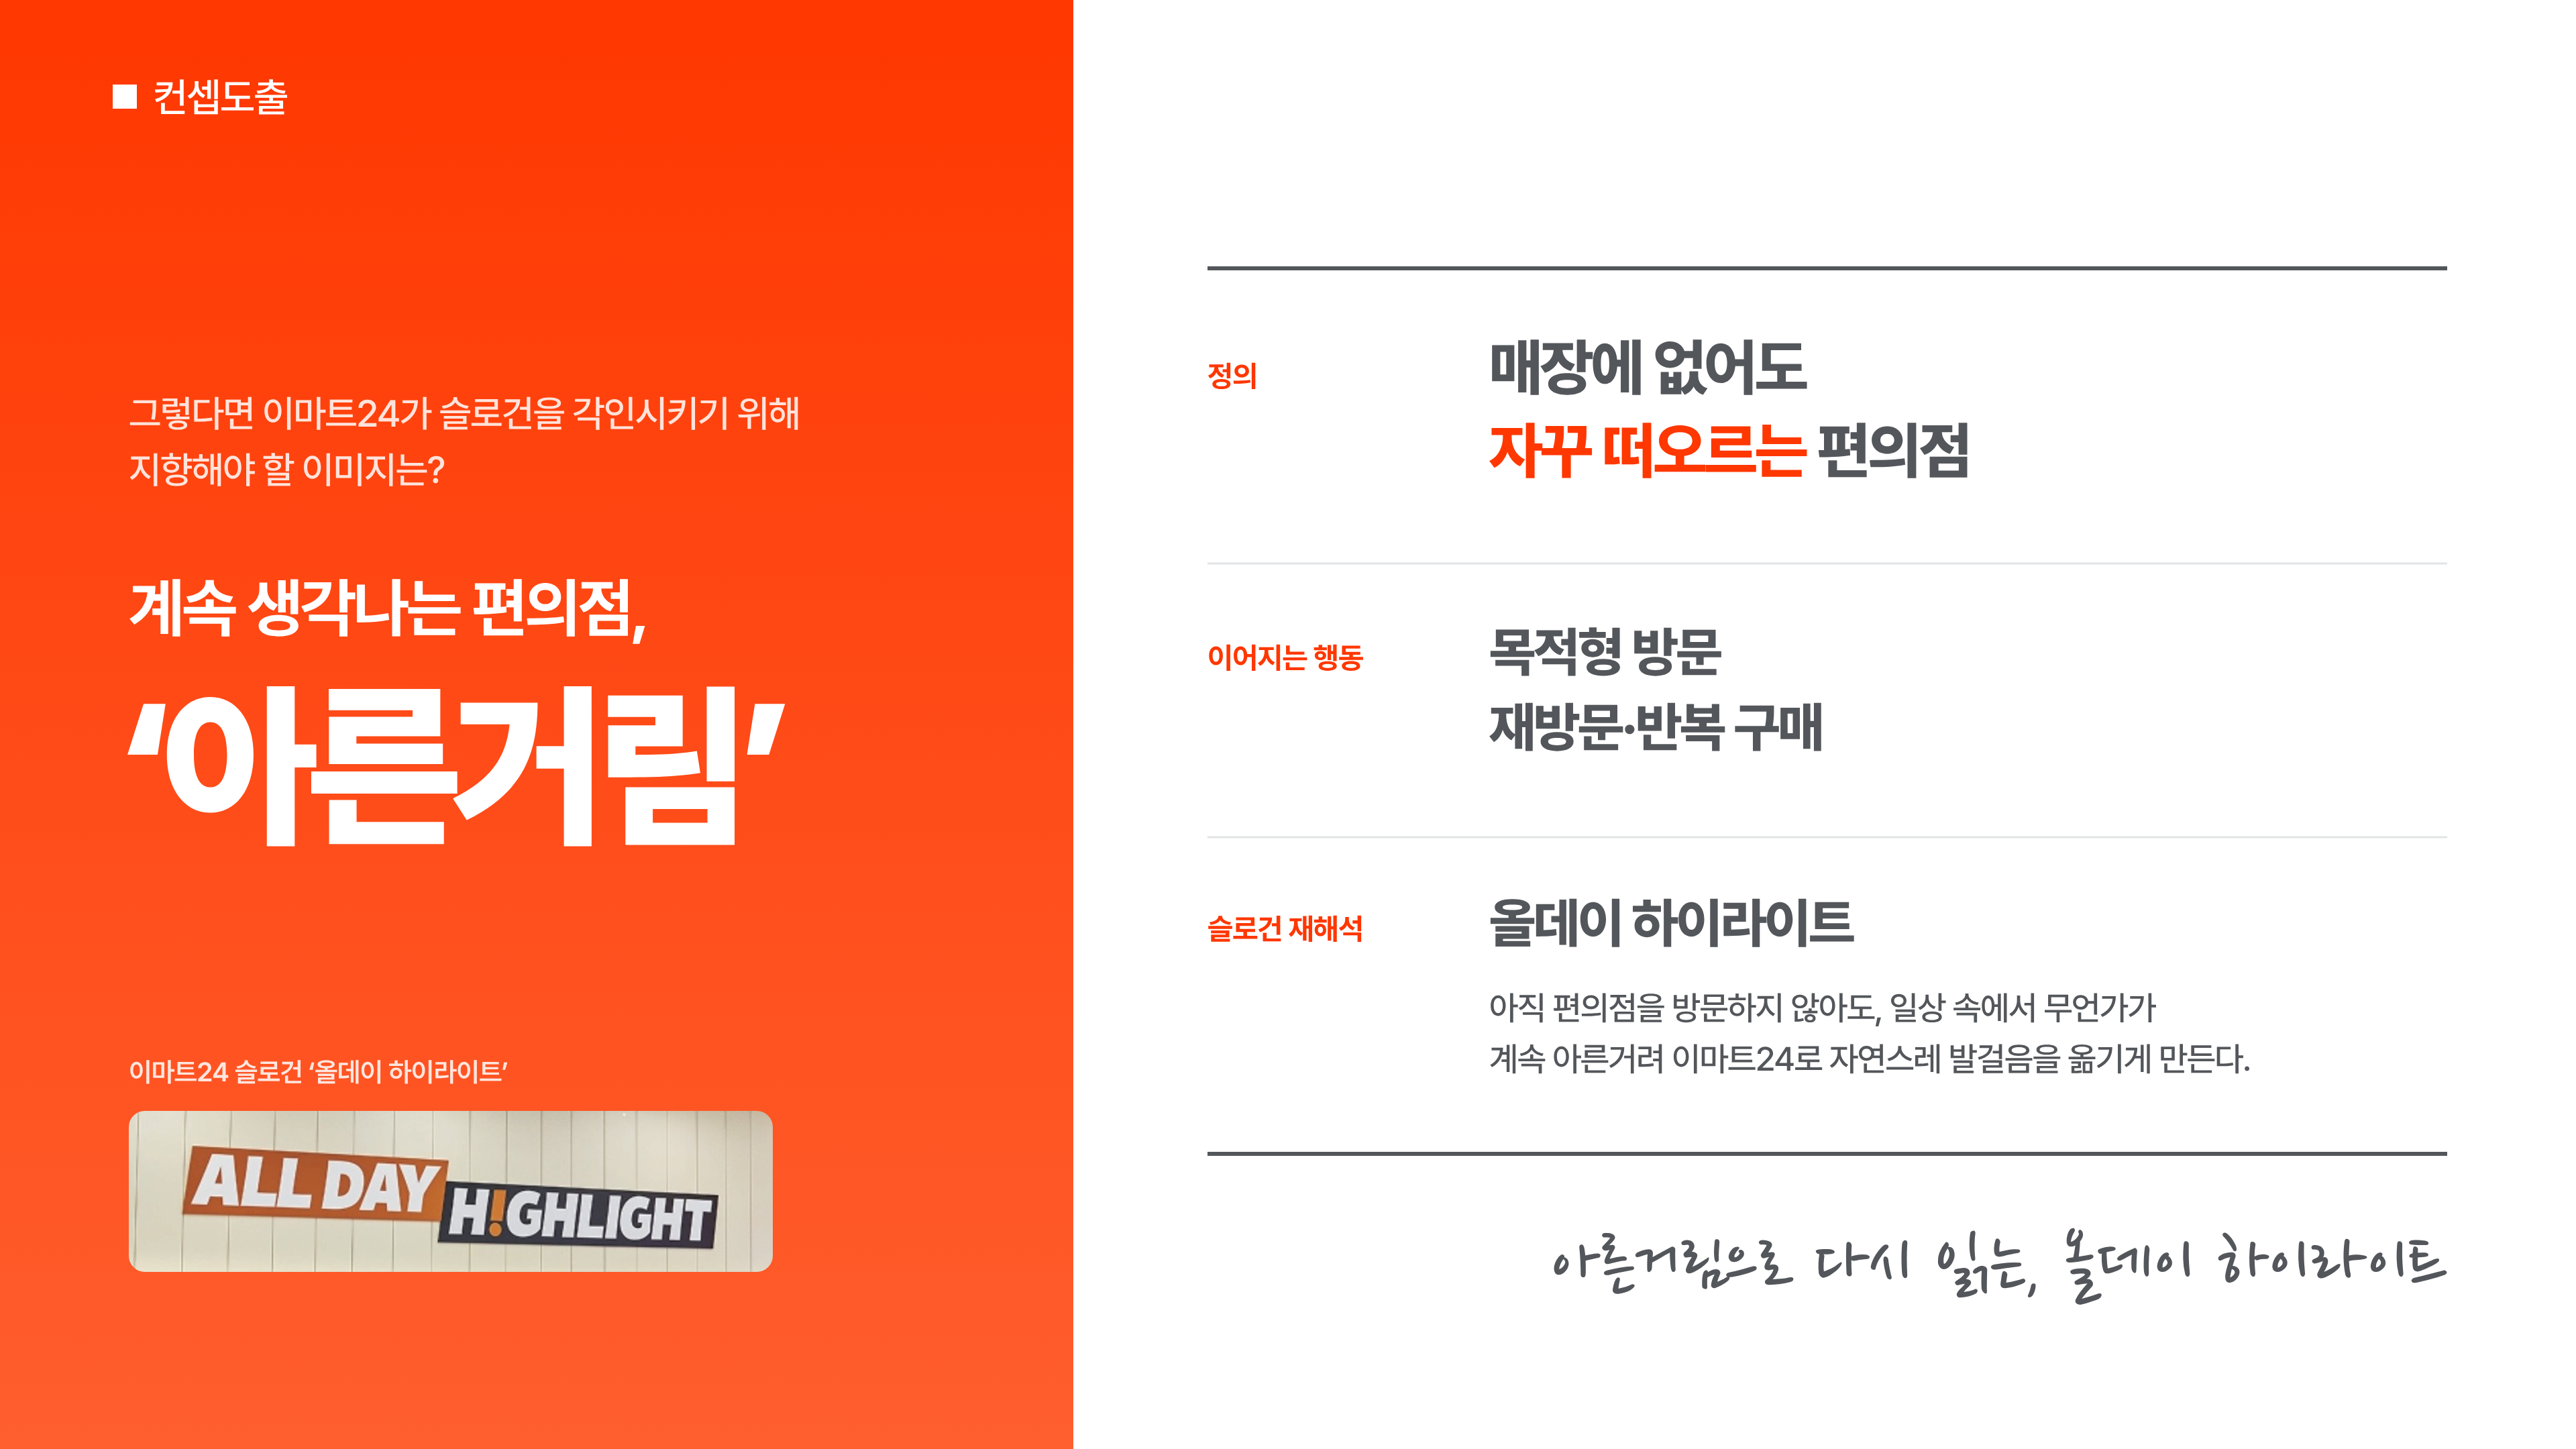 컨셉도출
그렇다면 이마트24가 슬로건을 각인시키기 위해
지향해야 할 이미지는?
계속 생각나는 편의점,
‘아른거림’
이마트24 슬로건 ‘올데이 하이라이트’
ALL DAY
H!GHLIGHT
정의
매장에 없어도
자꾸 떠오르는 편의점
이어지는 행동
목적형 방문
재방문·반복 구매
슬로건 재해석
올데이 하이라이트
아직 편의점을 방문하지 않아도, 일상 속에서 무언가가
계속 아른거려 이마트24로 자연스레 발걸음을 옮기게 만든다.
아른거림으로 다시 읽는, 올데이 하이라이트